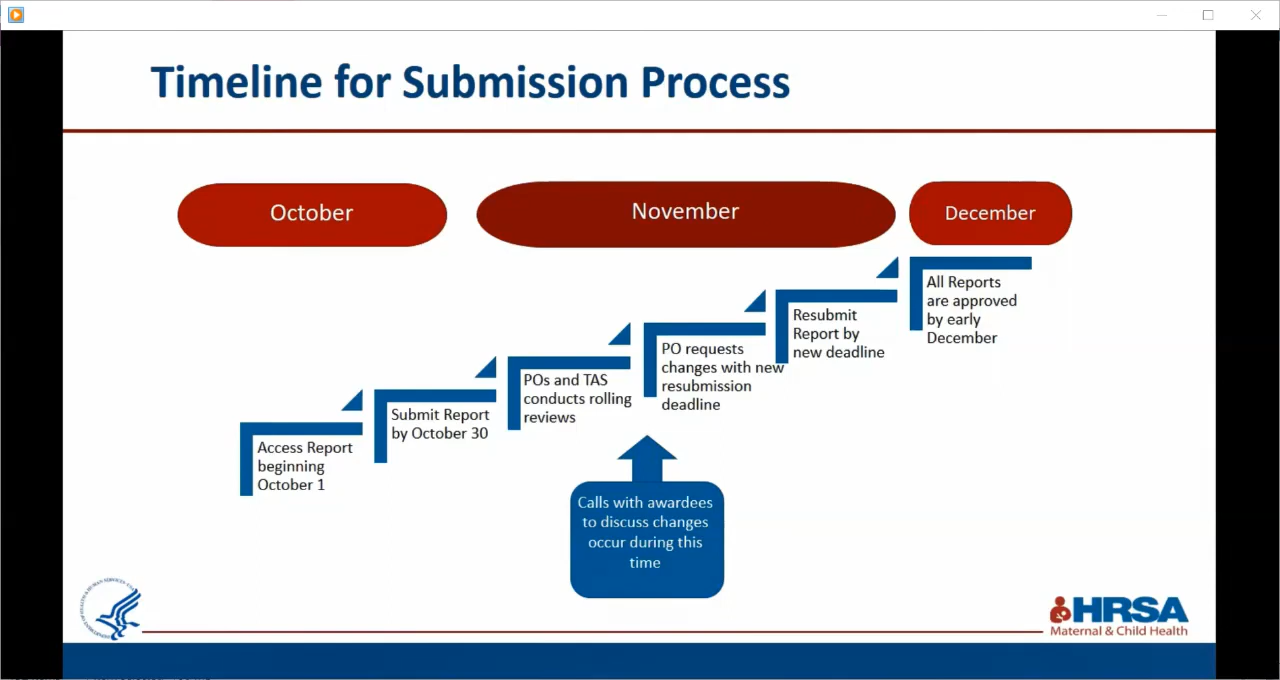 Timeline for Submission Process
October
November
December
Access Report
beginning
October 1
Submit Report
by October 30
POs and TAS
conducts rolling
reviews
PO requests
changes with new
resubmission
deadline
Resubmit
Report by
new deadline
All Reports
are approved
by early
December
Calls with awardees
to discuss changes
occur during this
time
HRSA
Maternal & Child Health